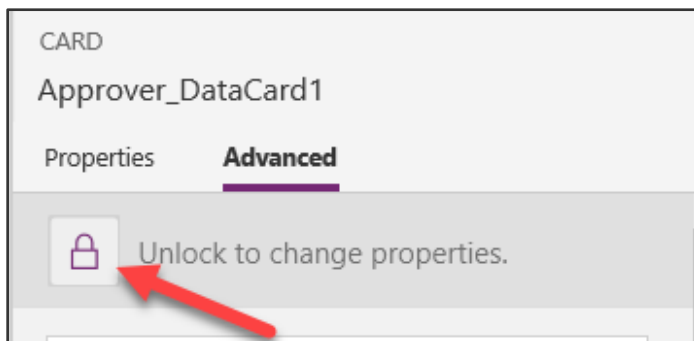 CARD
Approver_DataCard1
Properties Advanced
Unlock to change properties.